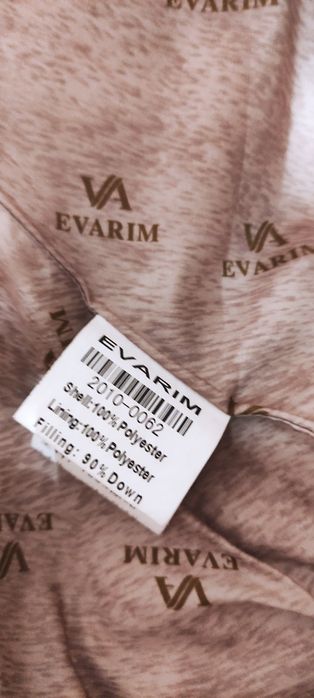 EVARIM
VA
EVARIM
VA
EVARIM
EVARIM
2010-0062
Shell:100%Polyester
Lining:100%Polyester
Filling: 90%Down
EVARIM
VA
EVARIM
VA